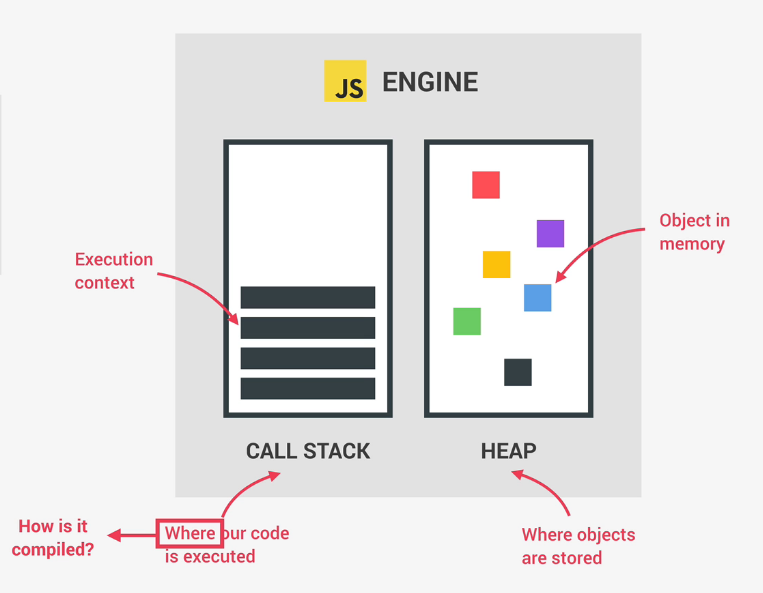 JS ENGINE
Execution
context
Object in
memory
CALL STACK
HEAP
How is it
compiled?
Where our code
is executed
Where objects
are stored